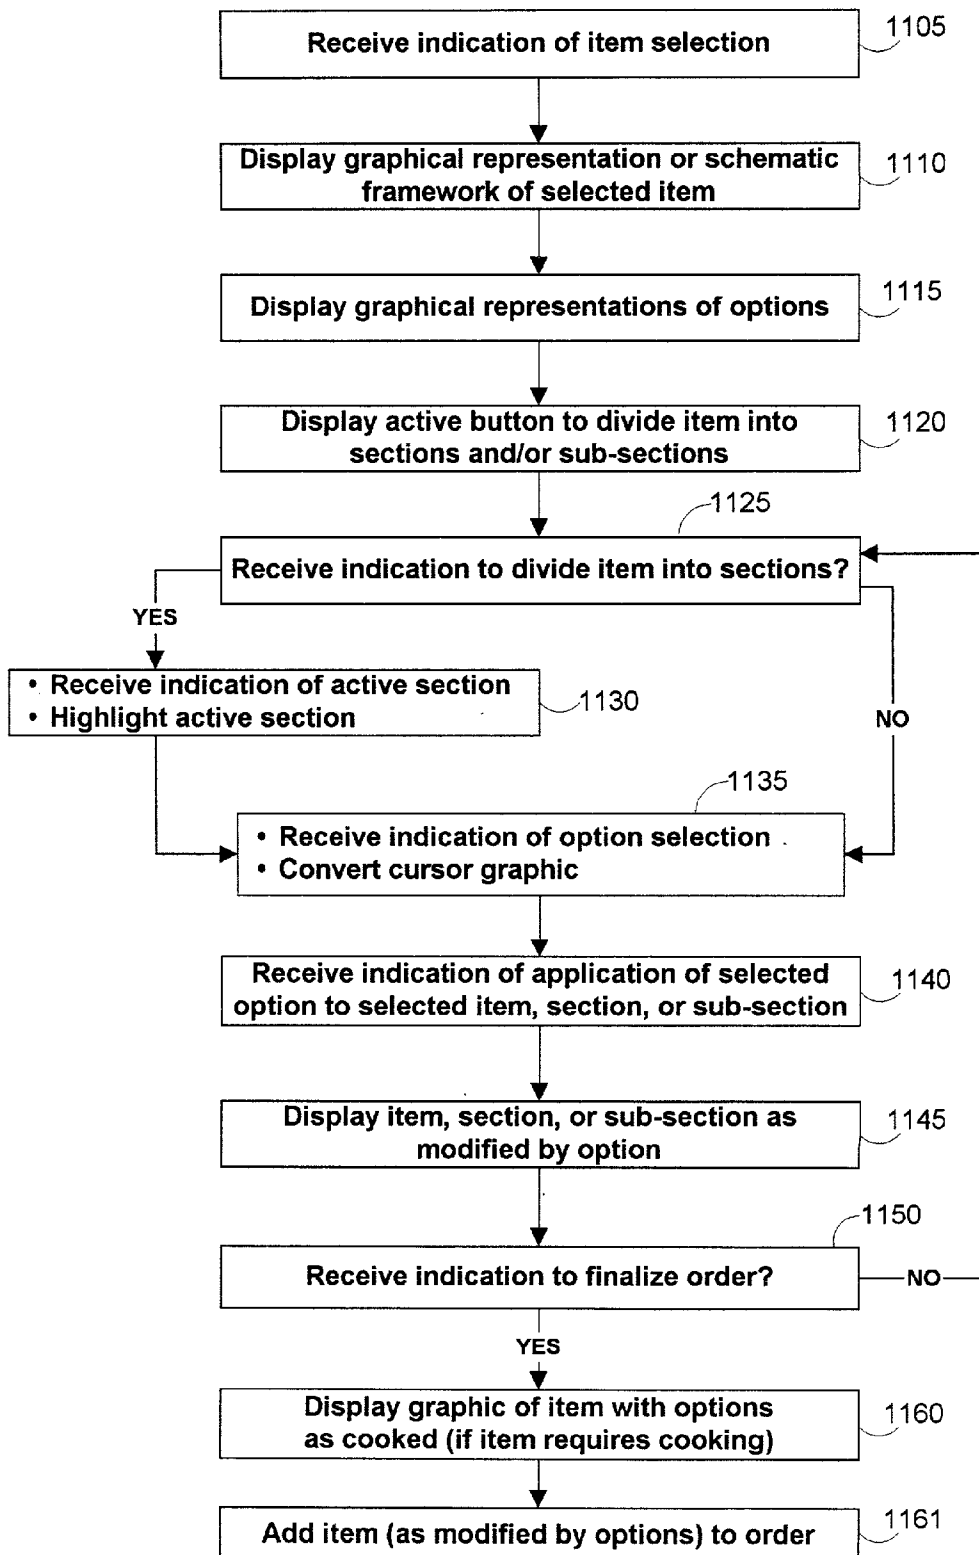 Receive indication of item selection
1105
Display graphical representation or schematic
framework of selected item
1110
Display graphical representations of options
1115
Display active button to divide item into
sections and/or sub-sections
1120
1125
Receive indication to divide item into sections?
YES
• Receive indication of active section
• Highlight active section
1130
NO
1135
• Receive indication of option selection
• Convert cursor graphic
Receive indication of application of selected
option to selected item, section, or sub-section
1140
Display item, section, or sub-section as
modified by option
1145
1150
Receive indication to finalize order?
NO
YES
Display graphic of item with options
as cooked (if item requires cooking)
1160
Add item (as modified by options) to order
1161